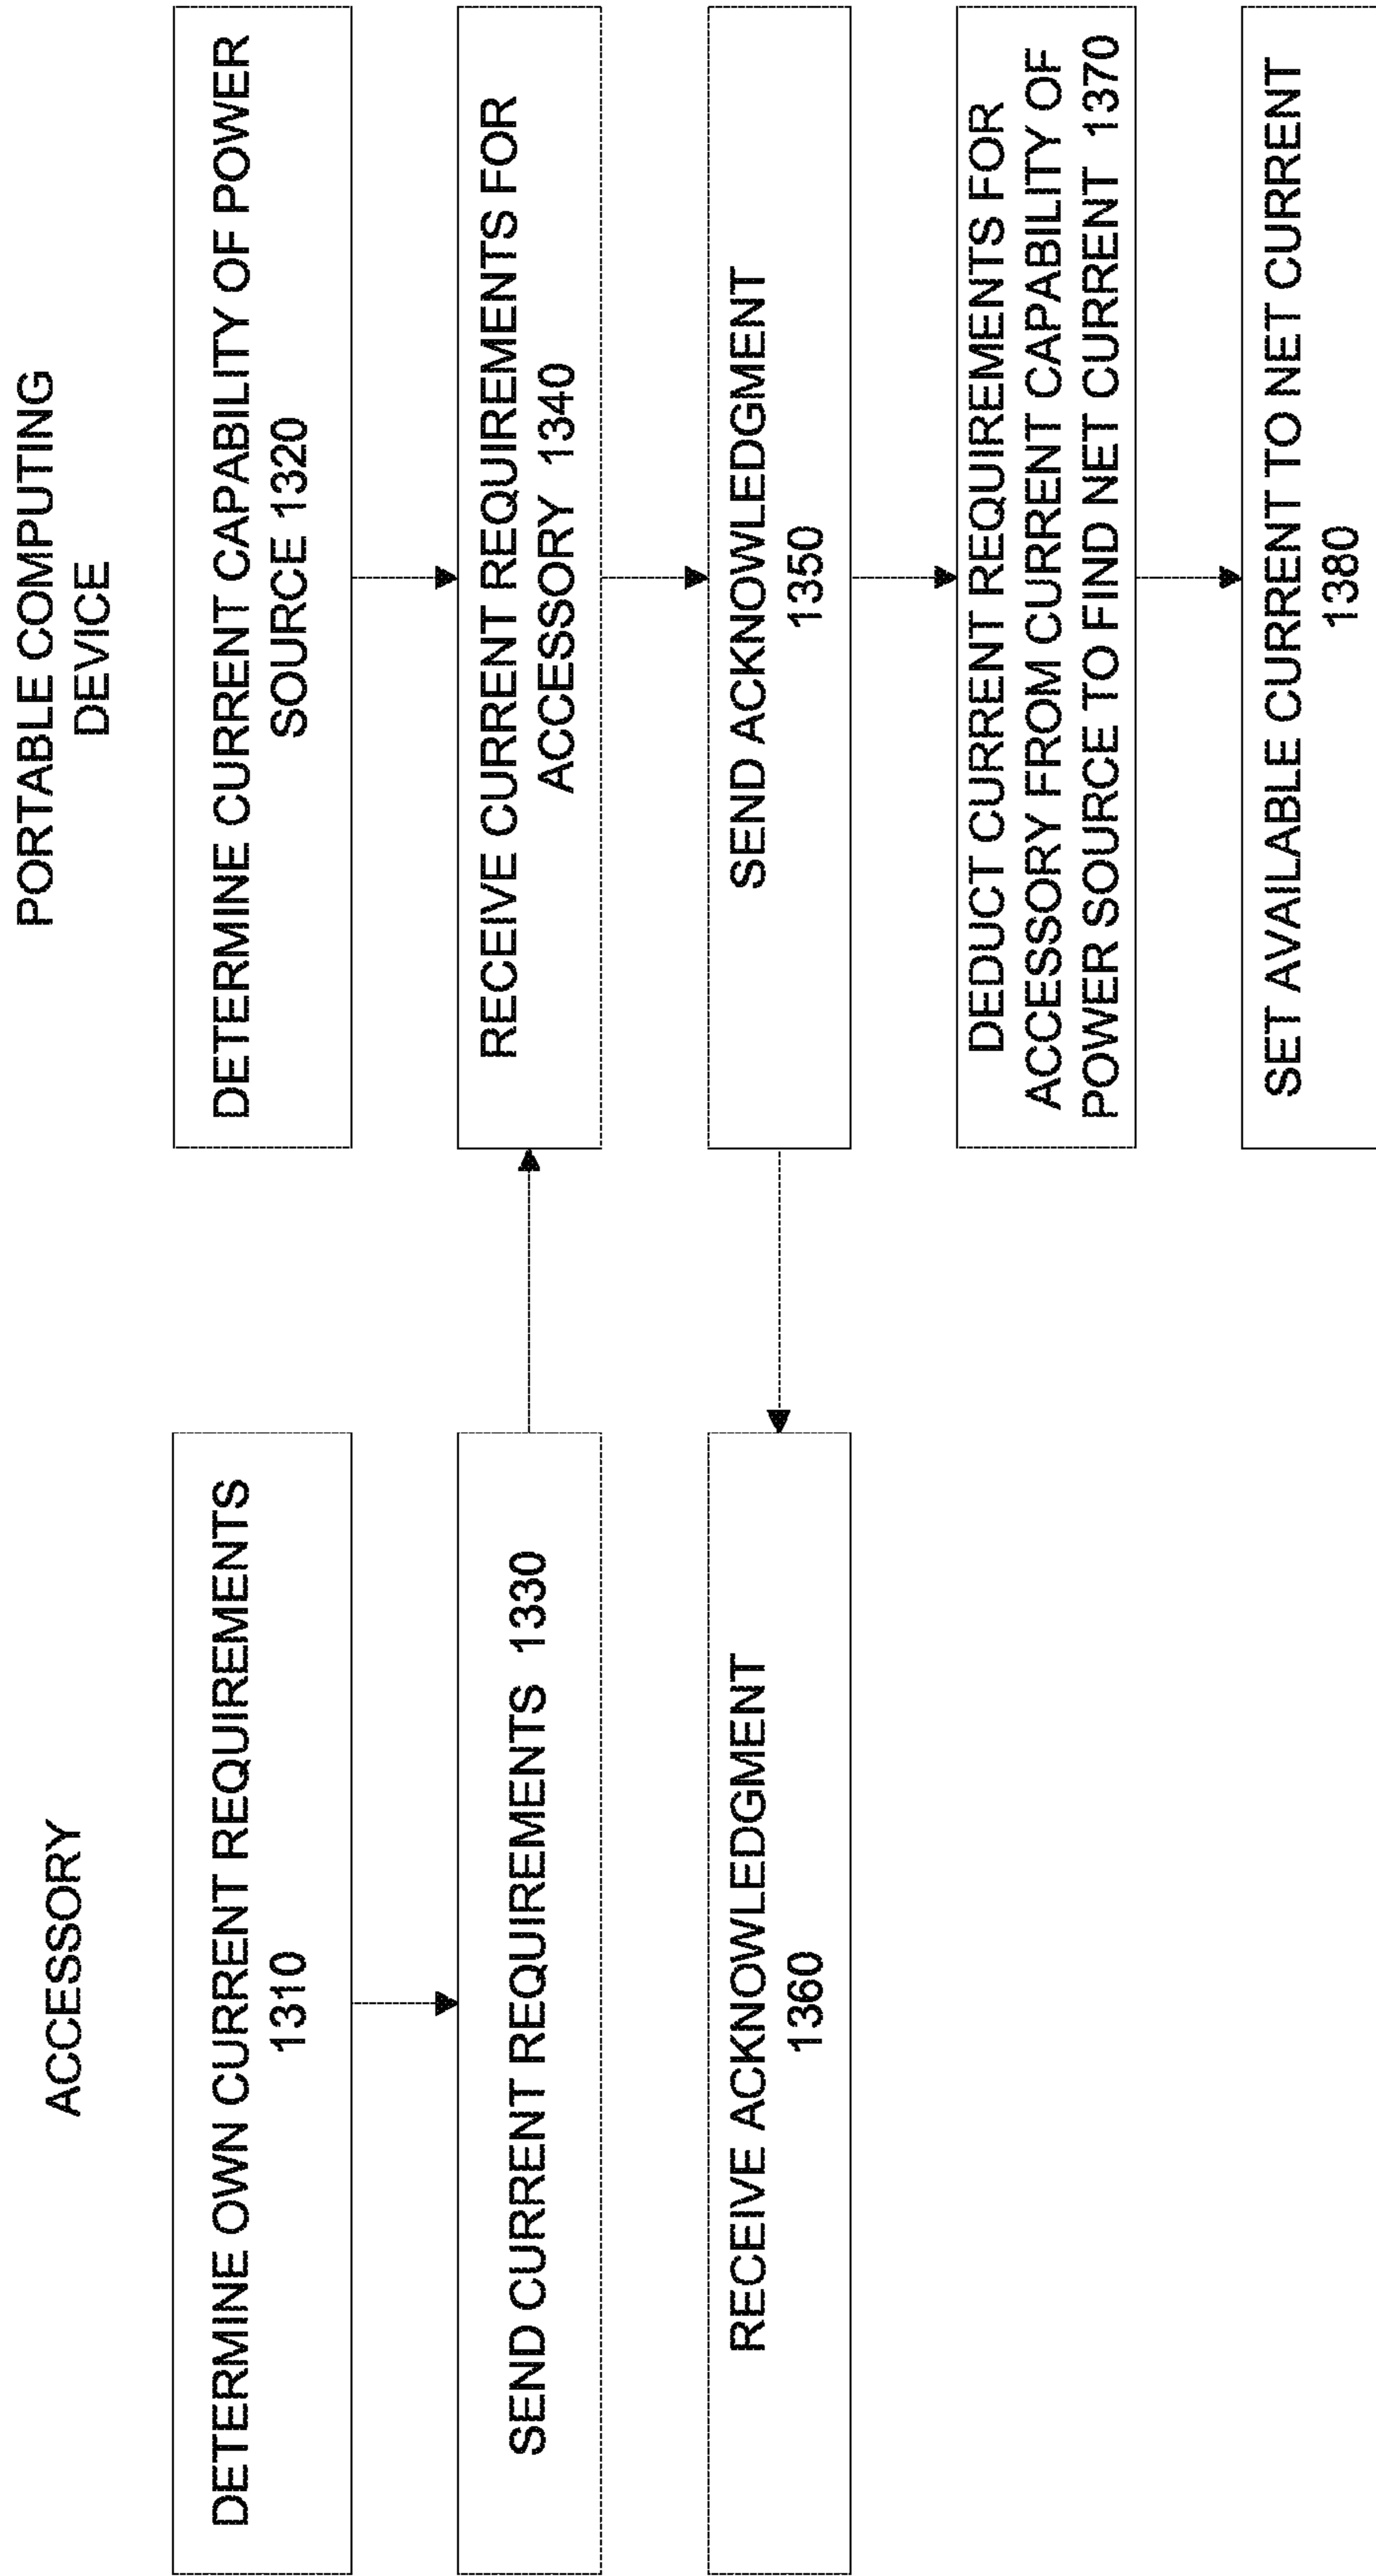 ACCESSORY
PORTABLE COMPUTING
DEVICE
DETERMINE OWN CURRENT REQUIREMENTS
1310
DETERMINE CURRENT CAPABILITY OF POWER
SOURCE 1320
SEND CURRENT REQUIREMENTS 1330
RECEIVE CURRENT REQUIREMENTS FOR
ACCESSORY 1340
RECEIVE ACKNOWLEDGMENT
1360
SEND ACKNOWLEDGMENT
1350
DEDUCT CURRENT REQUIREMENTS FOR
ACCESSORY FROM CURRENT CAPABILITY OF
POWER SOURCE TO FIND NET CURRENT 1370
SET AVAILABLE CURRENT TO NET CURRENT
1380